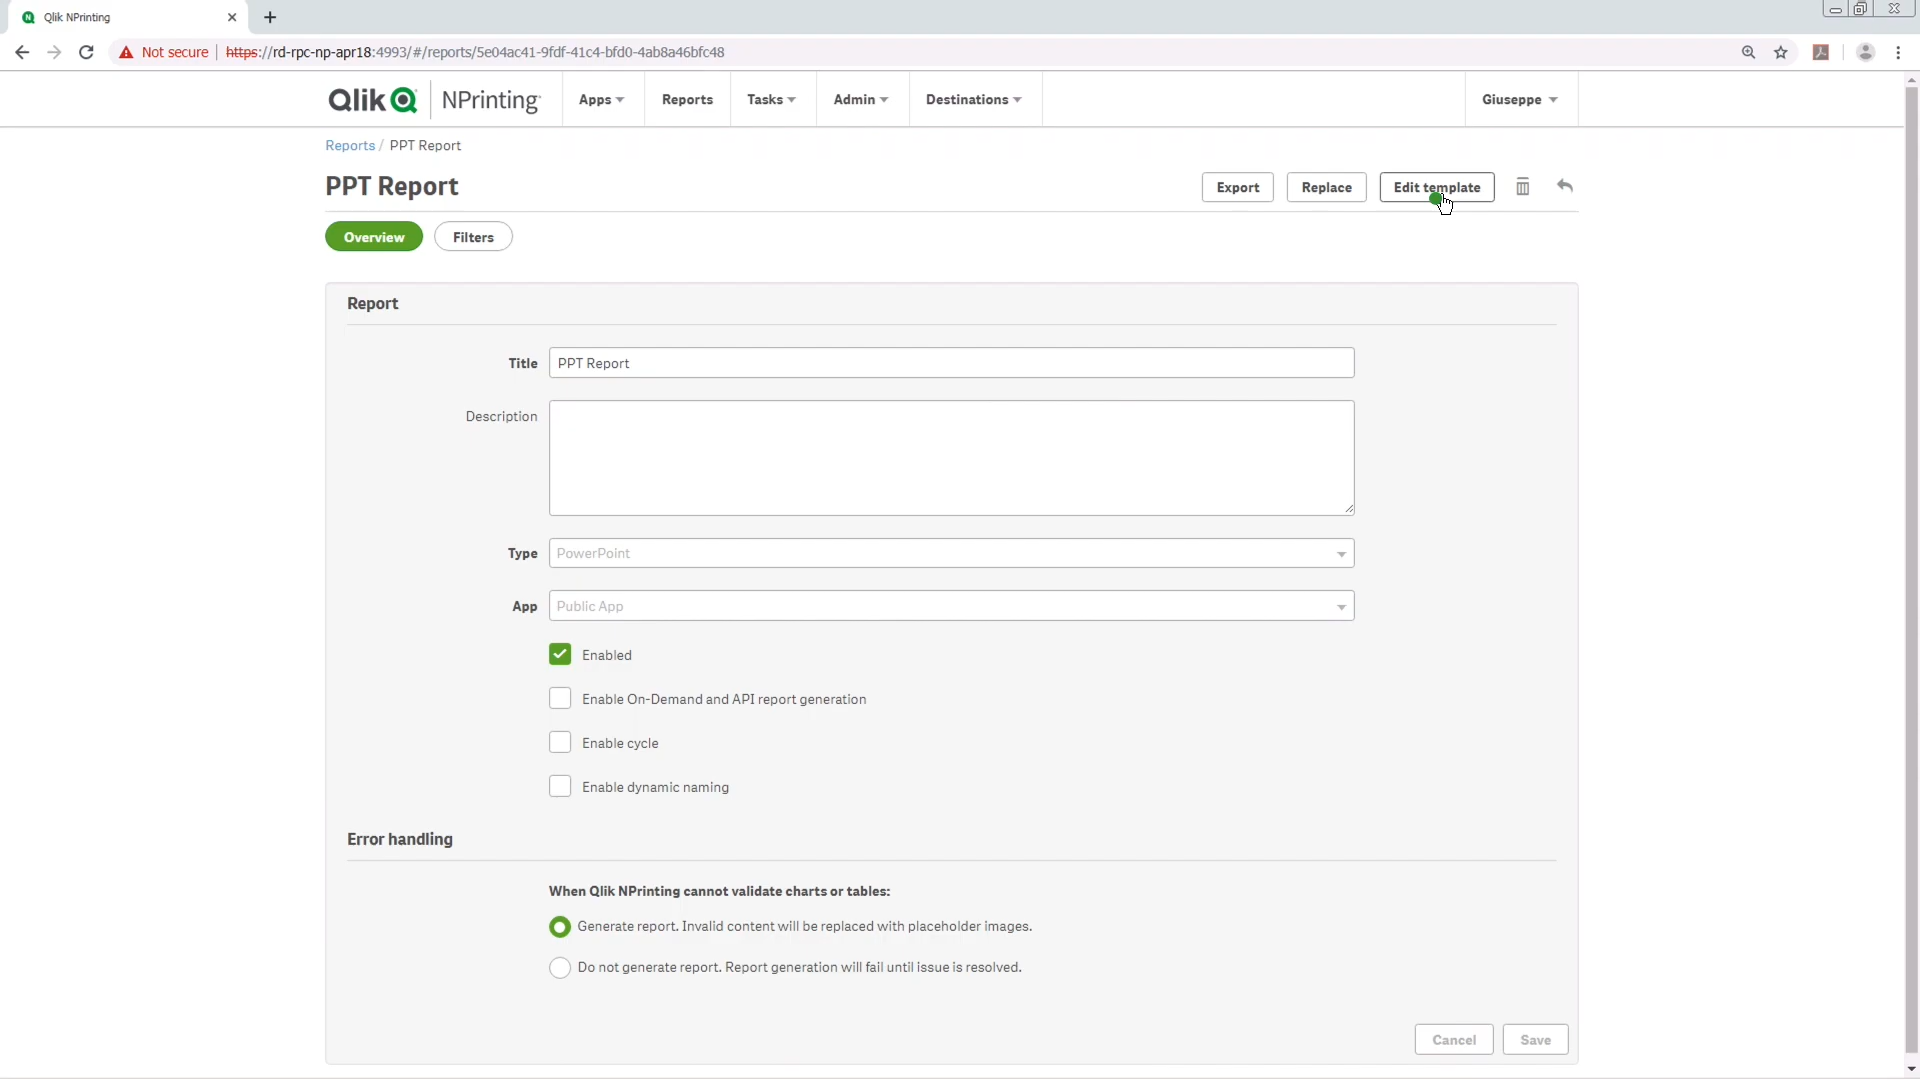 Qlik NPrinting
Not secure https://rd-rpc-np-apr18:4993/#/reports/5e04ac41-9fdf-41c4-bfd0-4ab8a46bfc48
Qlik NPrinting Apps Reports Tasks Admin Destinations Giuseppe
Reports / PPT Report
PPT Report Export Replace Edit template
Overview Filters
Report
Title PPT Report
Description
Type PowerPoint
App Public App
Enabled
Enable On-Demand and API report generation
Enable cycle
Enable dynamic naming
Error handling
When Qlik NPrinting cannot validate charts or tables:
Generate report. Invalid content will be replaced with placeholder images.
Do not generate report. Report generation will fail until issue is resolved.
Cancel Save